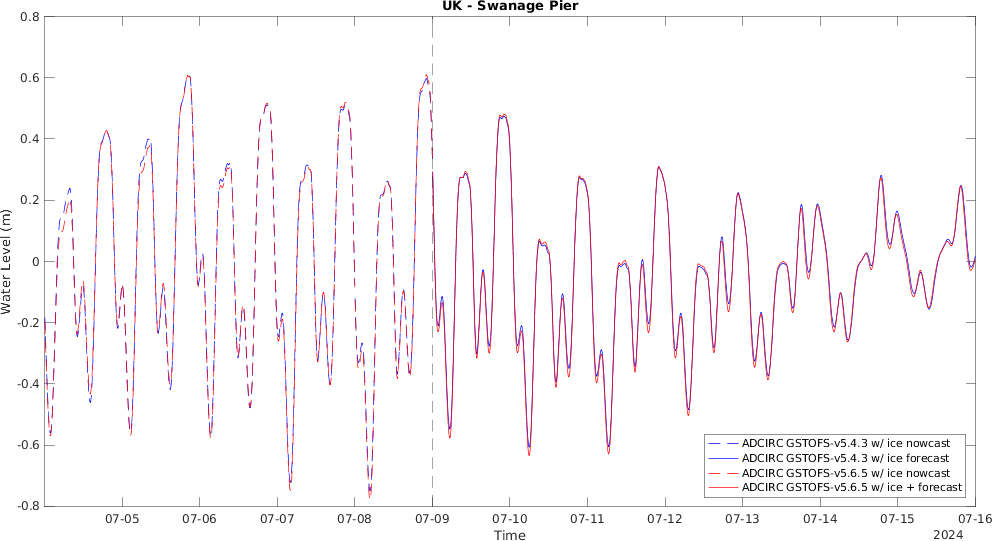 UK - Swanage Pier
0.8
0.6
0.4
0.2
0
-0.2
-0.4
-0.6
-0.8
Water Level (m)
07-05 07-06 07-07 07-08 07-09 07-10 07-11 07-12 07-13 07-14 07-15 07-16
Time
2024
ADCIRC GSTOFS-v5.4.3 w/ ice nowcast
ADCIRC GSTOFS-v5.4.3 w/ ice forecast
ADCIRC GSTOFS-v5.6.5 w/ ice nowcast
ADCIRC GSTOFS-v5.6.5 w/ ice + forecast